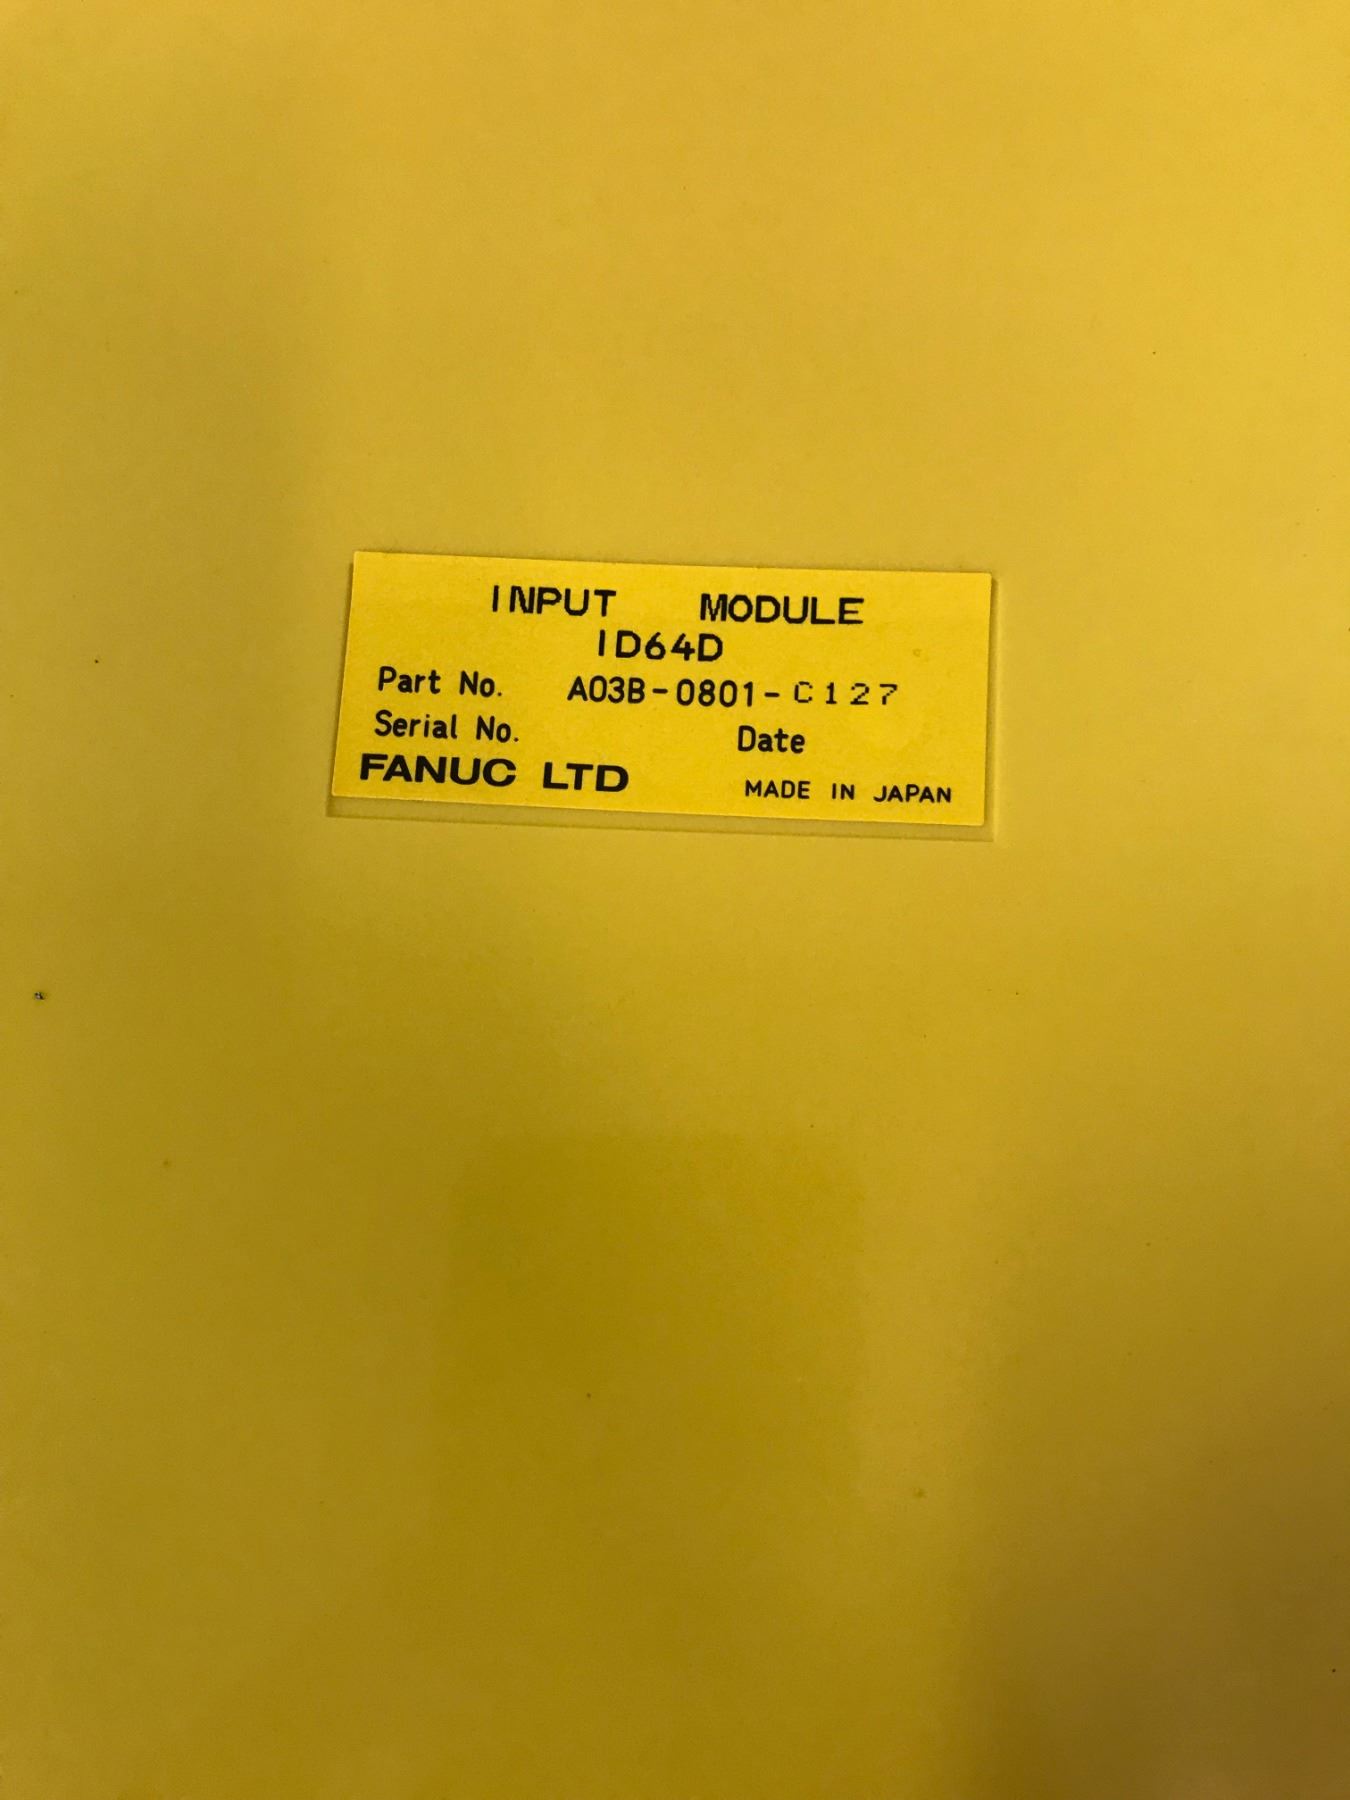 INPUT MODULE
ID64D
Part No. A03B-0801-C127
Serial No. Date
FANUC LTD MADE IN JAPAN